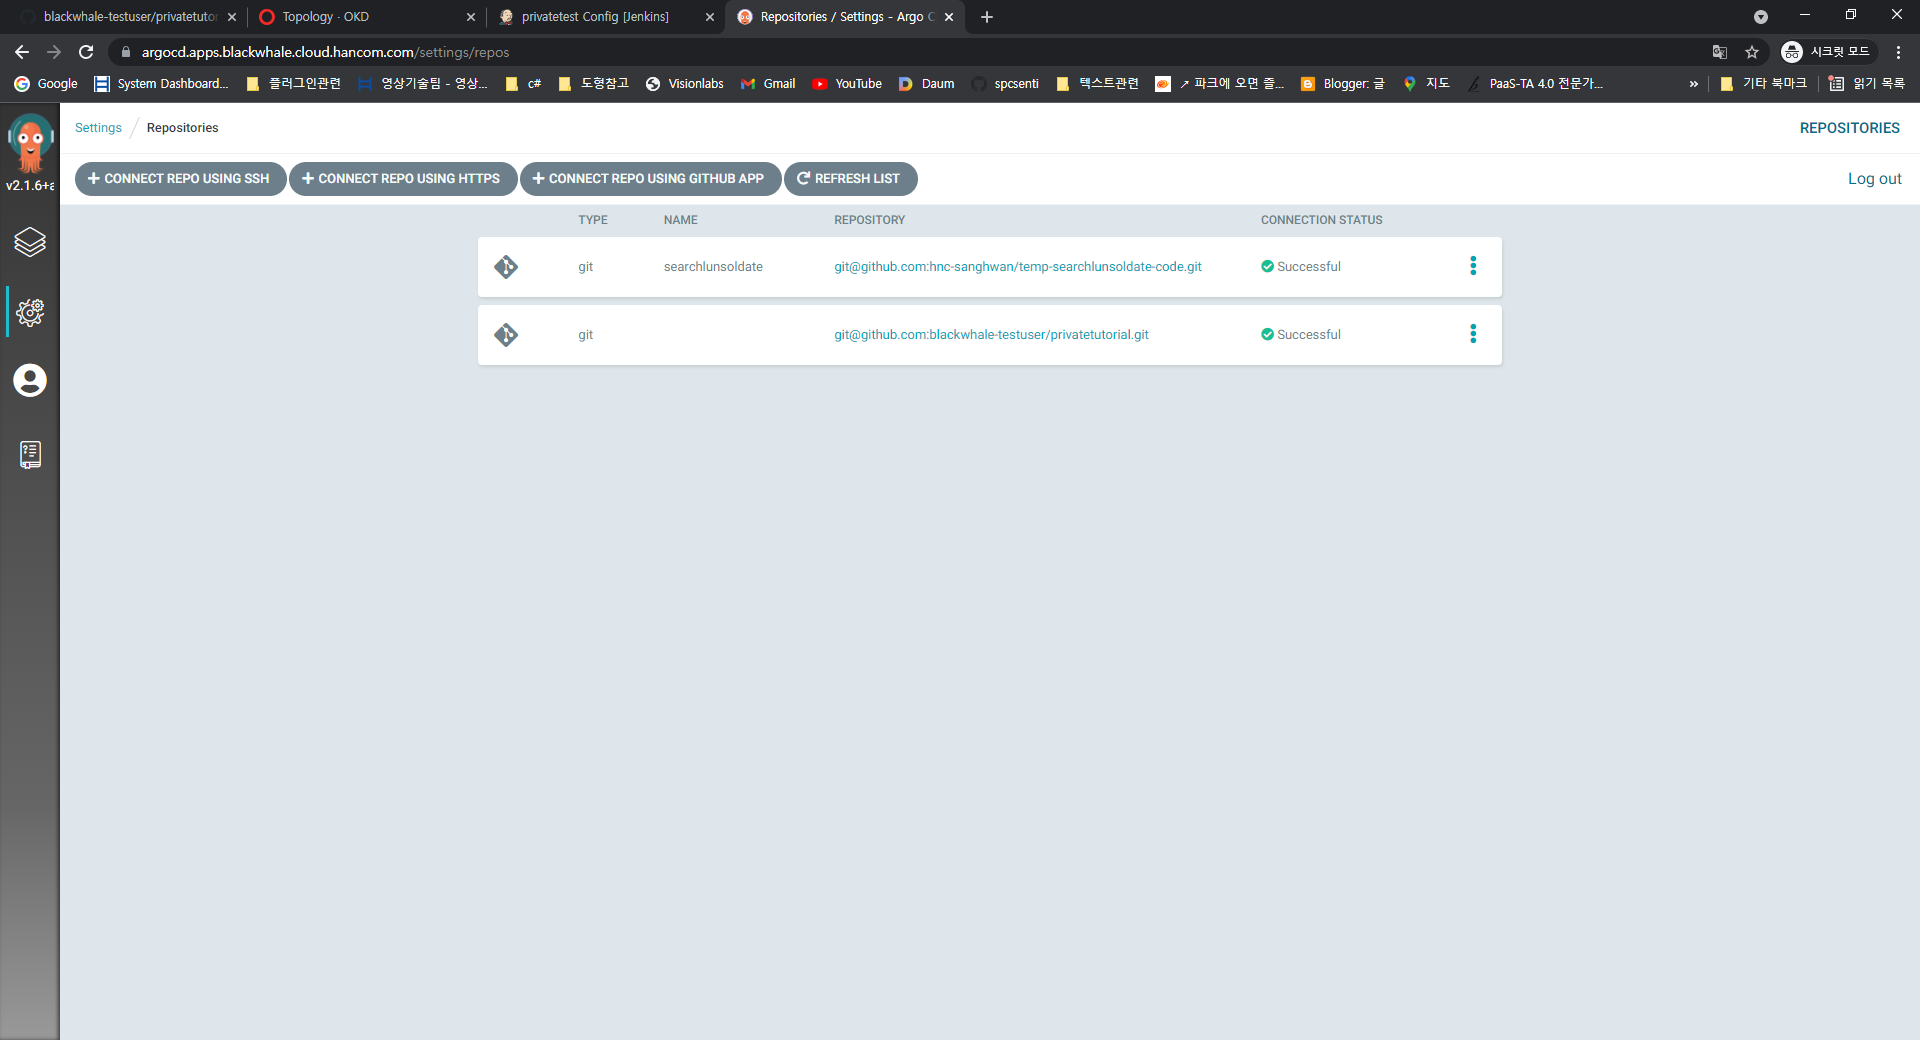 blackwhale-testuser/privatetutor
Topology · OKD
privatetest Config [Jenkins]
Repositories / Settings - Argo C
argocd.apps.blackwhale.cloud.hancom.com/settings/repos
시크릿 모드
Google
System Dashboard...
플러그인관련
영상기술팀 - 영상...
c#
도형참고
Visionlabs
Gmail
YouTube
Daum
spcsenti
텍스트관련
↗ 파크에 오면 즐...
Blogger: 글
지도
PaaS-TA 4.0 전문가...
»
기타 북마크
읽기 목록
v2.1.6+a
Settings / Repositories
REPOSITORIES
CONNECT REPO USING SSH
CONNECT REPO USING HTTPS
CONNECT REPO USING GITHUB APP
REFRESH LIST
Log out
TYPE NAME REPOSITORY CONNECTION STATUS
git searchlunsoldate git@github.com:hnc-sanghwan/temp-searchlunsoldate-code.git Successful
git git@github.com:blackwhale-testuser/privatetutorial.git Successful